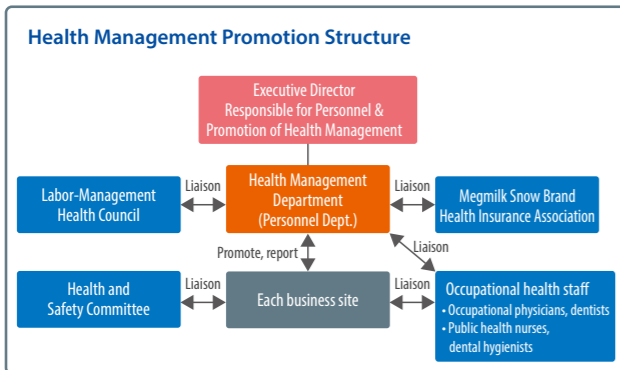 Health Management Promotion Structure
Executive Director
Responsible for Personnel &
Promotion of Health Management
Labor-Management
Health Council
Liaison
Health Management
Department
(Personnel Dept.)
Liaison
Megmilk Snow Brand
Health Insurance Association
Promote, report
Liaison
Health and
Safety Committee
Liaison
Each business site
Liaison
Occupational health staff
• Occupational physicians, dentists
• Public health nurses,
dental hygienists